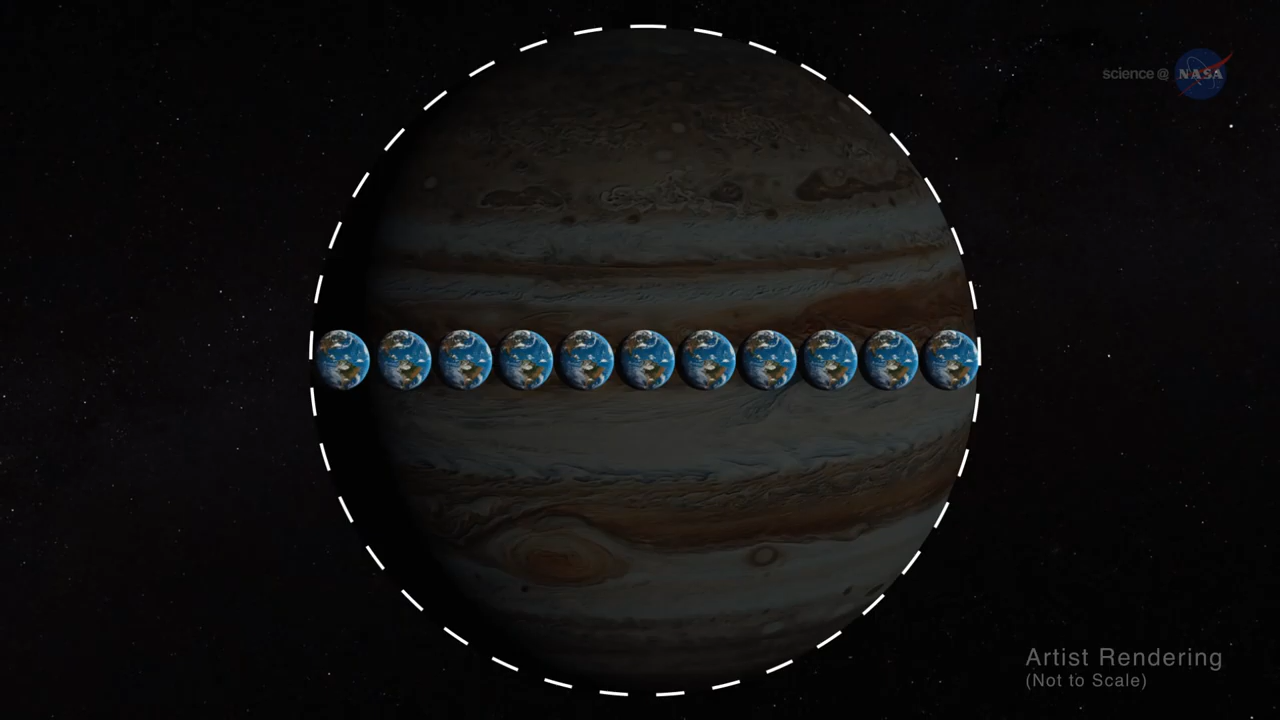 science @ NASA
Artist Rendering
(Not to Scale)